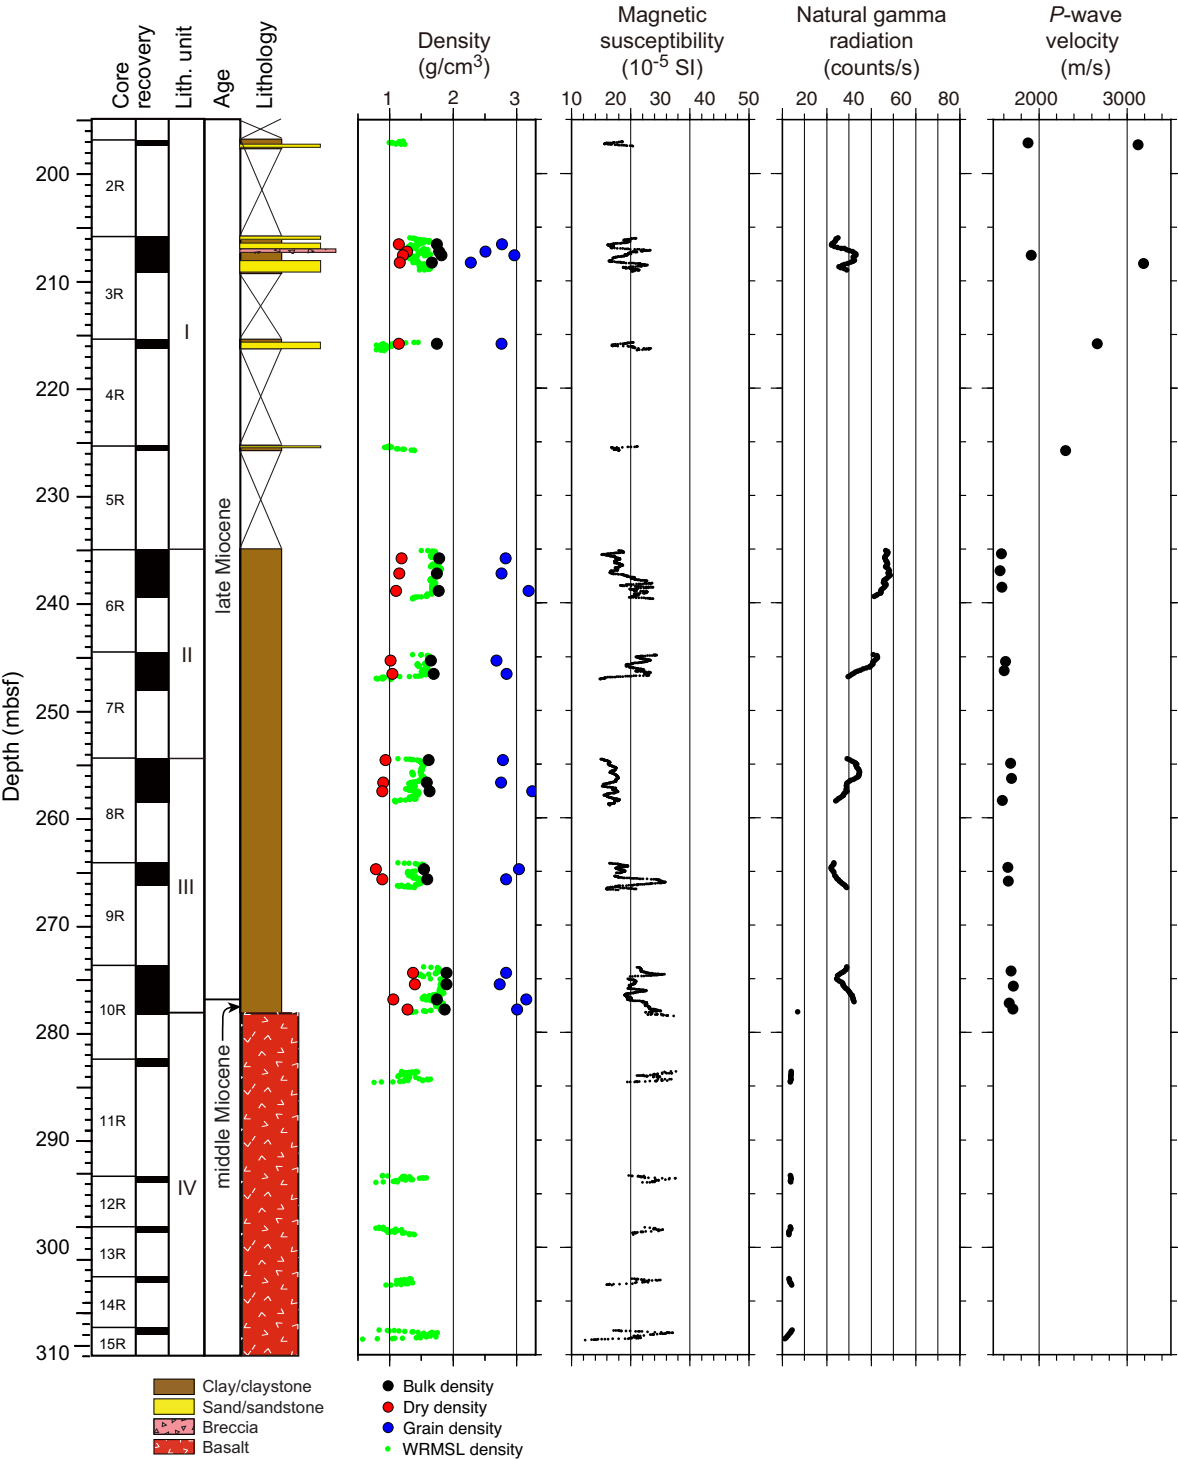 Core
recovery
Lith. unit
Age
Lithology
Density
(g/cm3)
Magnetic
susceptibility
(10-5 SI)
Natural gamma
radiation
(counts/s)
P-wave
velocity
(m/s)
1 2 3
10 20 30 40 50
20 40 60 80
2000 3000
Depth (mbsf)
200
210
220
230
240
250
260
270
280
290
300
310
2R
3R
4R
5R
6R
7R
8R
9R
10R
11R
12R
13R
14R
15R
I
II
III
IV
late Miocene
middle Miocene
Clay/claystone
Sand/sandstone
Breccia
Basalt
Bulk density
Dry density
Grain density
WRMSL density